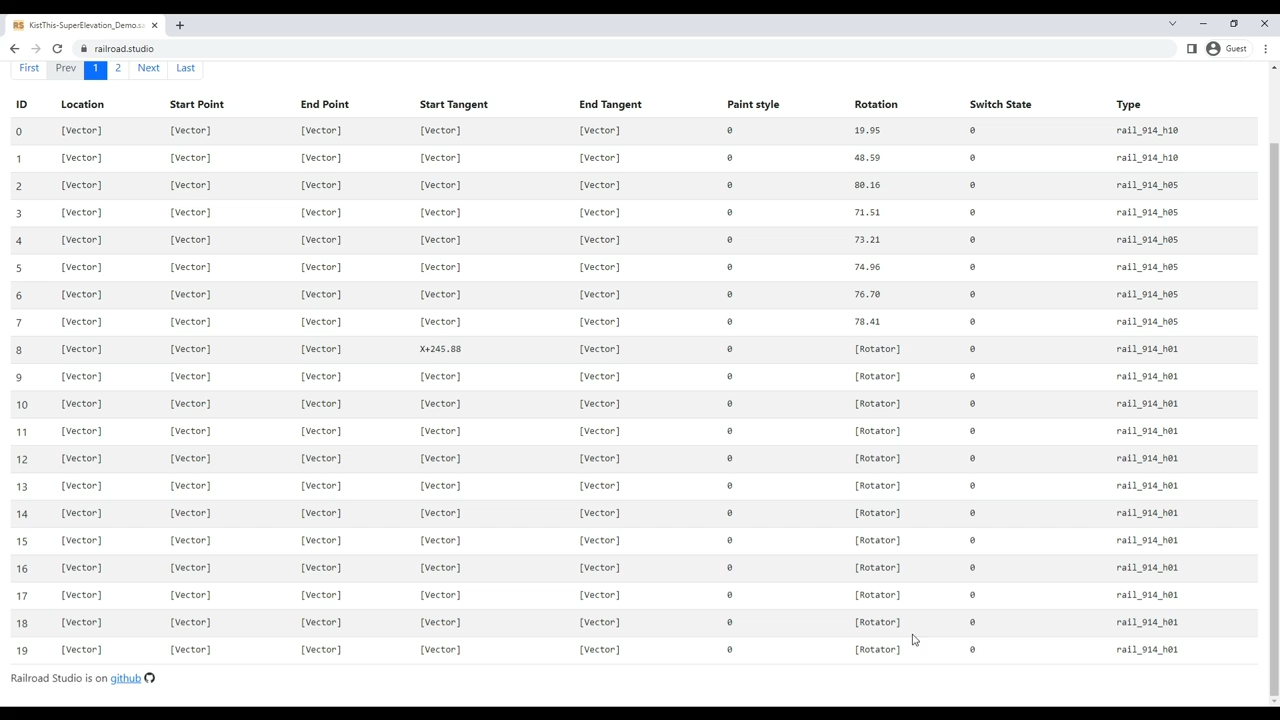 RS KistThis-SuperElevation_Demo.sa
railroad.studio
Guest
First Prev 1 2 Next Last
ID Location Start Point End Point Start Tangent End Tangent Paint style Rotation Switch State Type
0 [Vector] [Vector] [Vector] [Vector] [Vector] 0 19.95 0 rail_914_h10
1 [Vector] [Vector] [Vector] [Vector] [Vector] 0 48.59 0 rail_914_h10
2 [Vector] [Vector] [Vector] [Vector] [Vector] 0 80.16 0 rail_914_h05
3 [Vector] [Vector] [Vector] [Vector] [Vector] 0 71.51 0 rail_914_h05
4 [Vector] [Vector] [Vector] [Vector] [Vector] 0 73.21 0 rail_914_h05
5 [Vector] [Vector] [Vector] [Vector] [Vector] 0 74.96 0 rail_914_h05
6 [Vector] [Vector] [Vector] [Vector] [Vector] 0 76.70 0 rail_914_h05
7 [Vector] [Vector] [Vector] [Vector] [Vector] 0 78.41 0 rail_914_h05
8 [Vector] [Vector] [Vector] X+245.88 [Vector] 0 [Rotator] 0 rail_914_h01
9 [Vector] [Vector] [Vector] [Vector] [Vector] 0 [Rotator] 0 rail_914_h01
10 [Vector] [Vector] [Vector] [Vector] [Vector] 0 [Rotator] 0 rail_914_h01
11 [Vector] [Vector] [Vector] [Vector] [Vector] 0 [Rotator] 0 rail_914_h01
12 [Vector] [Vector] [Vector] [Vector] [Vector] 0 [Rotator] 0 rail_914_h01
13 [Vector] [Vector] [Vector] [Vector] [Vector] 0 [Rotator] 0 rail_914_h01
14 [Vector] [Vector] [Vector] [Vector] [Vector] 0 [Rotator] 0 rail_914_h01
15 [Vector] [Vector] [Vector] [Vector] [Vector] 0 [Rotator] 0 rail_914_h01
16 [Vector] [Vector] [Vector] [Vector] [Vector] 0 [Rotator] 0 rail_914_h01
17 [Vector] [Vector] [Vector] [Vector] [Vector] 0 [Rotator] 0 rail_914_h01
18 [Vector] [Vector] [Vector] [Vector] [Vector] 0 [Rotator] 0 rail_914_h01
19 [Vector] [Vector] [Vector] [Vector] [Vector] 0 [Rotator] 0 rail_914_h01
Railroad Studio is on github